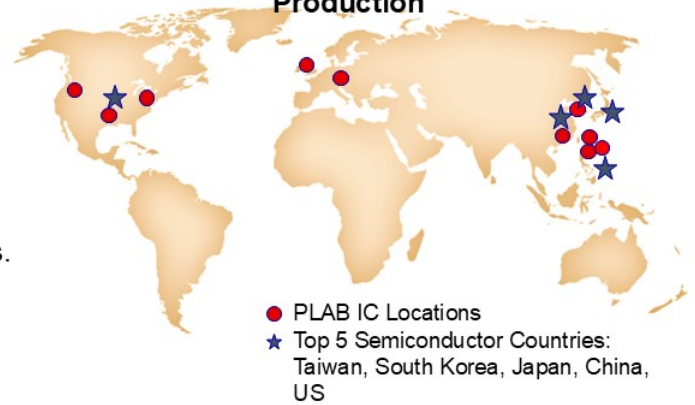 Production
s.
PLAB IC Locations
Top 5 Semiconductor Countries:
Taiwan, South Korea, Japan, China,
US